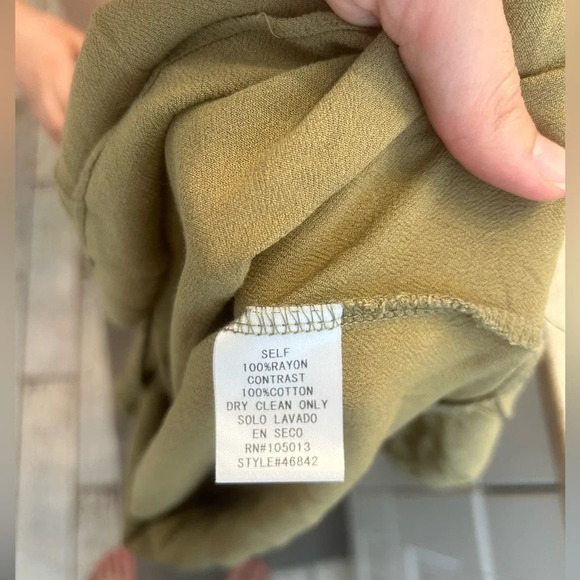 SELF
100%RAYON
CONTRAST
100%COTTON
DRY CLEAN ONLY
SOLO LAVADO
EN SECO
RN#105013
STYLE#46842